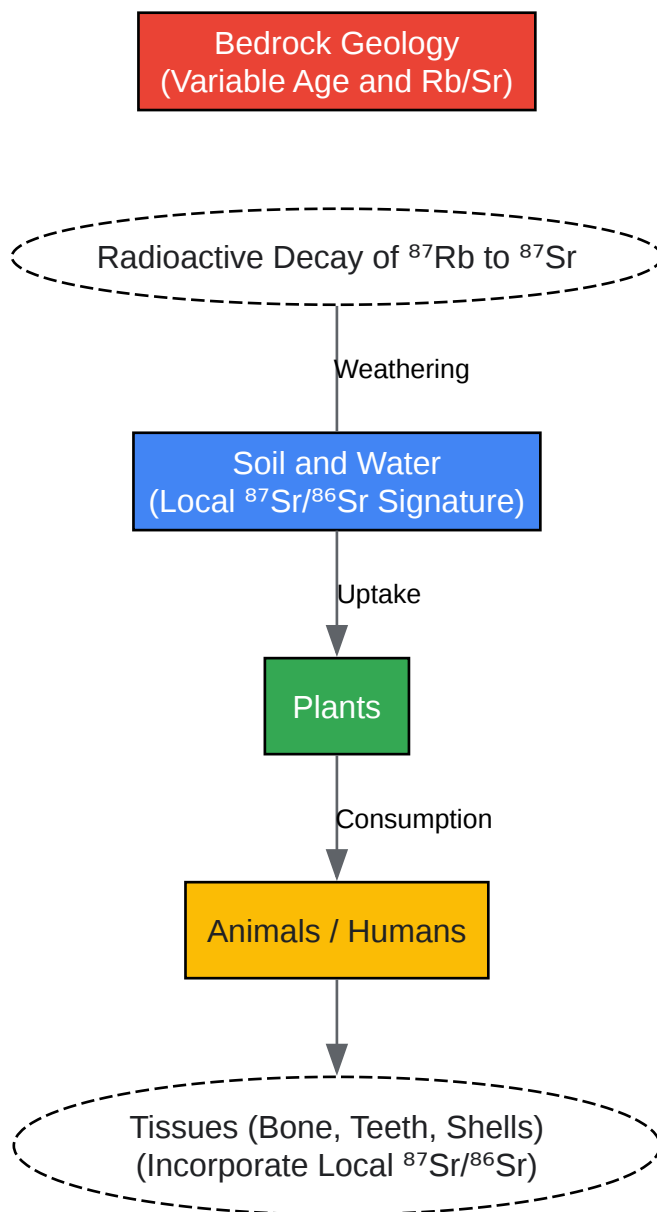 Bedrock Geology
(Variable Age and Rb/Sr)
Radioactive Decay of ⁸⁷Rb to ⁸⁷Sr
Weathering
Soil and Water
(Local ⁸⁷Sr/⁸⁶Sr Signature)
Uptake
Plants
Consumption
Animals / Humans
Tissues (Bone, Teeth, Shells)
(Incorporate Local ⁸⁷Sr/⁸⁶Sr)